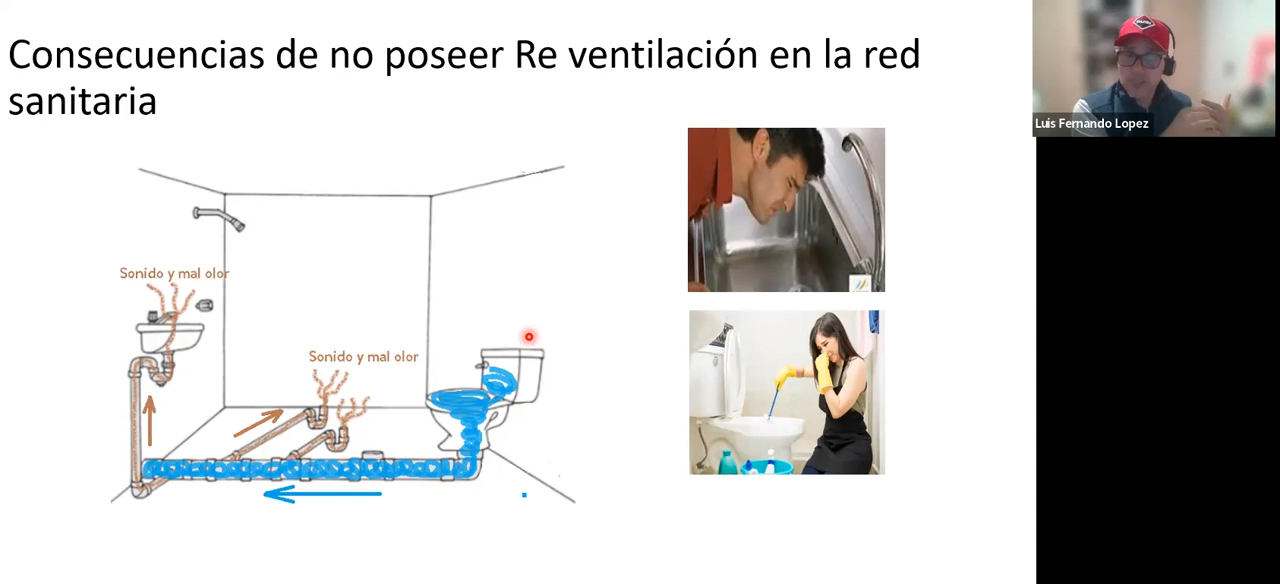 Consecuencias de no poseer Re ventilación en la red
sanitaria
Luis Fernando Lopez
Sonido y mal olor
Sonido y mal olor